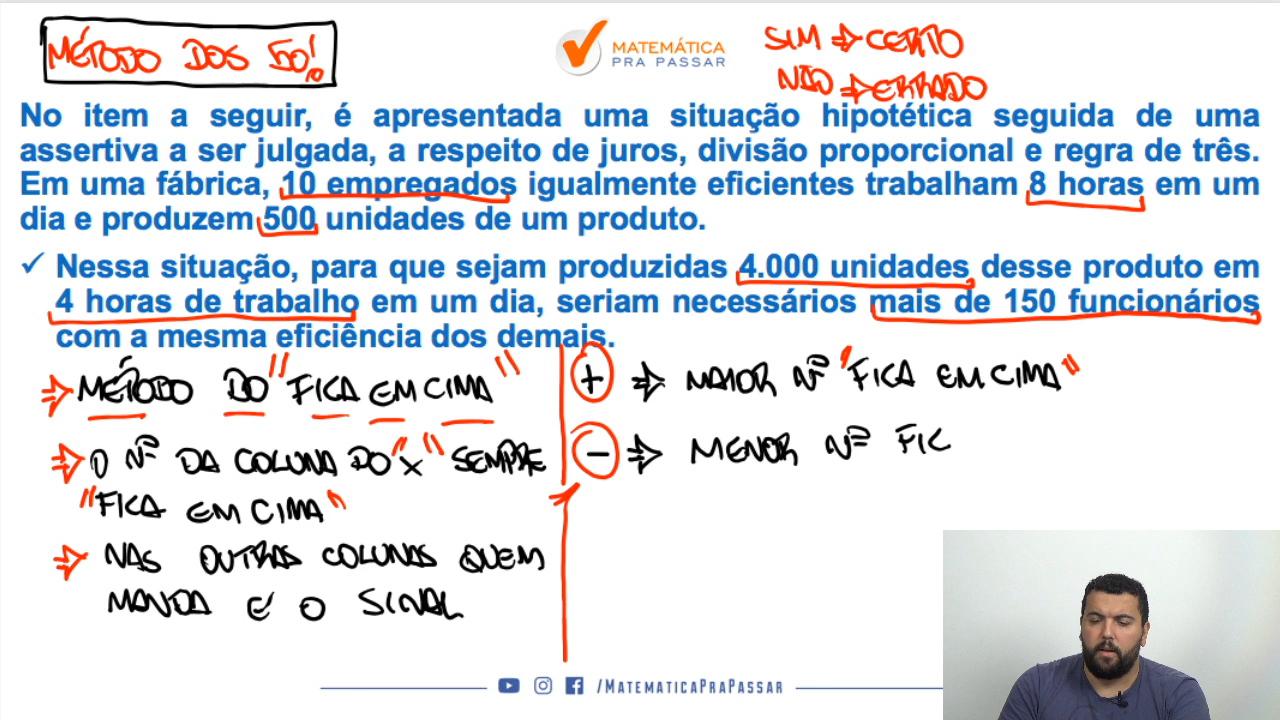 MÉTODO DOS 50!
MATEMÁTICA
PRA PASSAR
SIM ⇒ CERTO
NÃO ⇒ ERRADO
No item a seguir, é apresentada uma situação hipotética seguida de uma
assertiva a ser julgada, a respeito de juros, divisão proporcional e regra de três.
Em uma fábrica, 10 empregados igualmente eficientes trabalham 8 horas em um
dia e produzem 500 unidades de um produto.
✓ Nessa situação, para que sejam produzidas 4.000 unidades desse produto em
4 horas de trabalho em um dia, seriam necessários mais de 150 funcionários
com a mesma eficiência dos demais.
⇒ MÉTODO DO "FICA EM CIMA"
⇒ O Nº DA COLUNA DO "X" SEMPRE
"FICA EM CIMA"
⇒ NAS OUTRAS COLUNAS QUEM
MANDA É O SINAL
+ ⇒ MAIOR Nº "FICA EM CIMA"
- ⇒ MENOR Nº FIC
/MATEMATICAPRAPASSAR